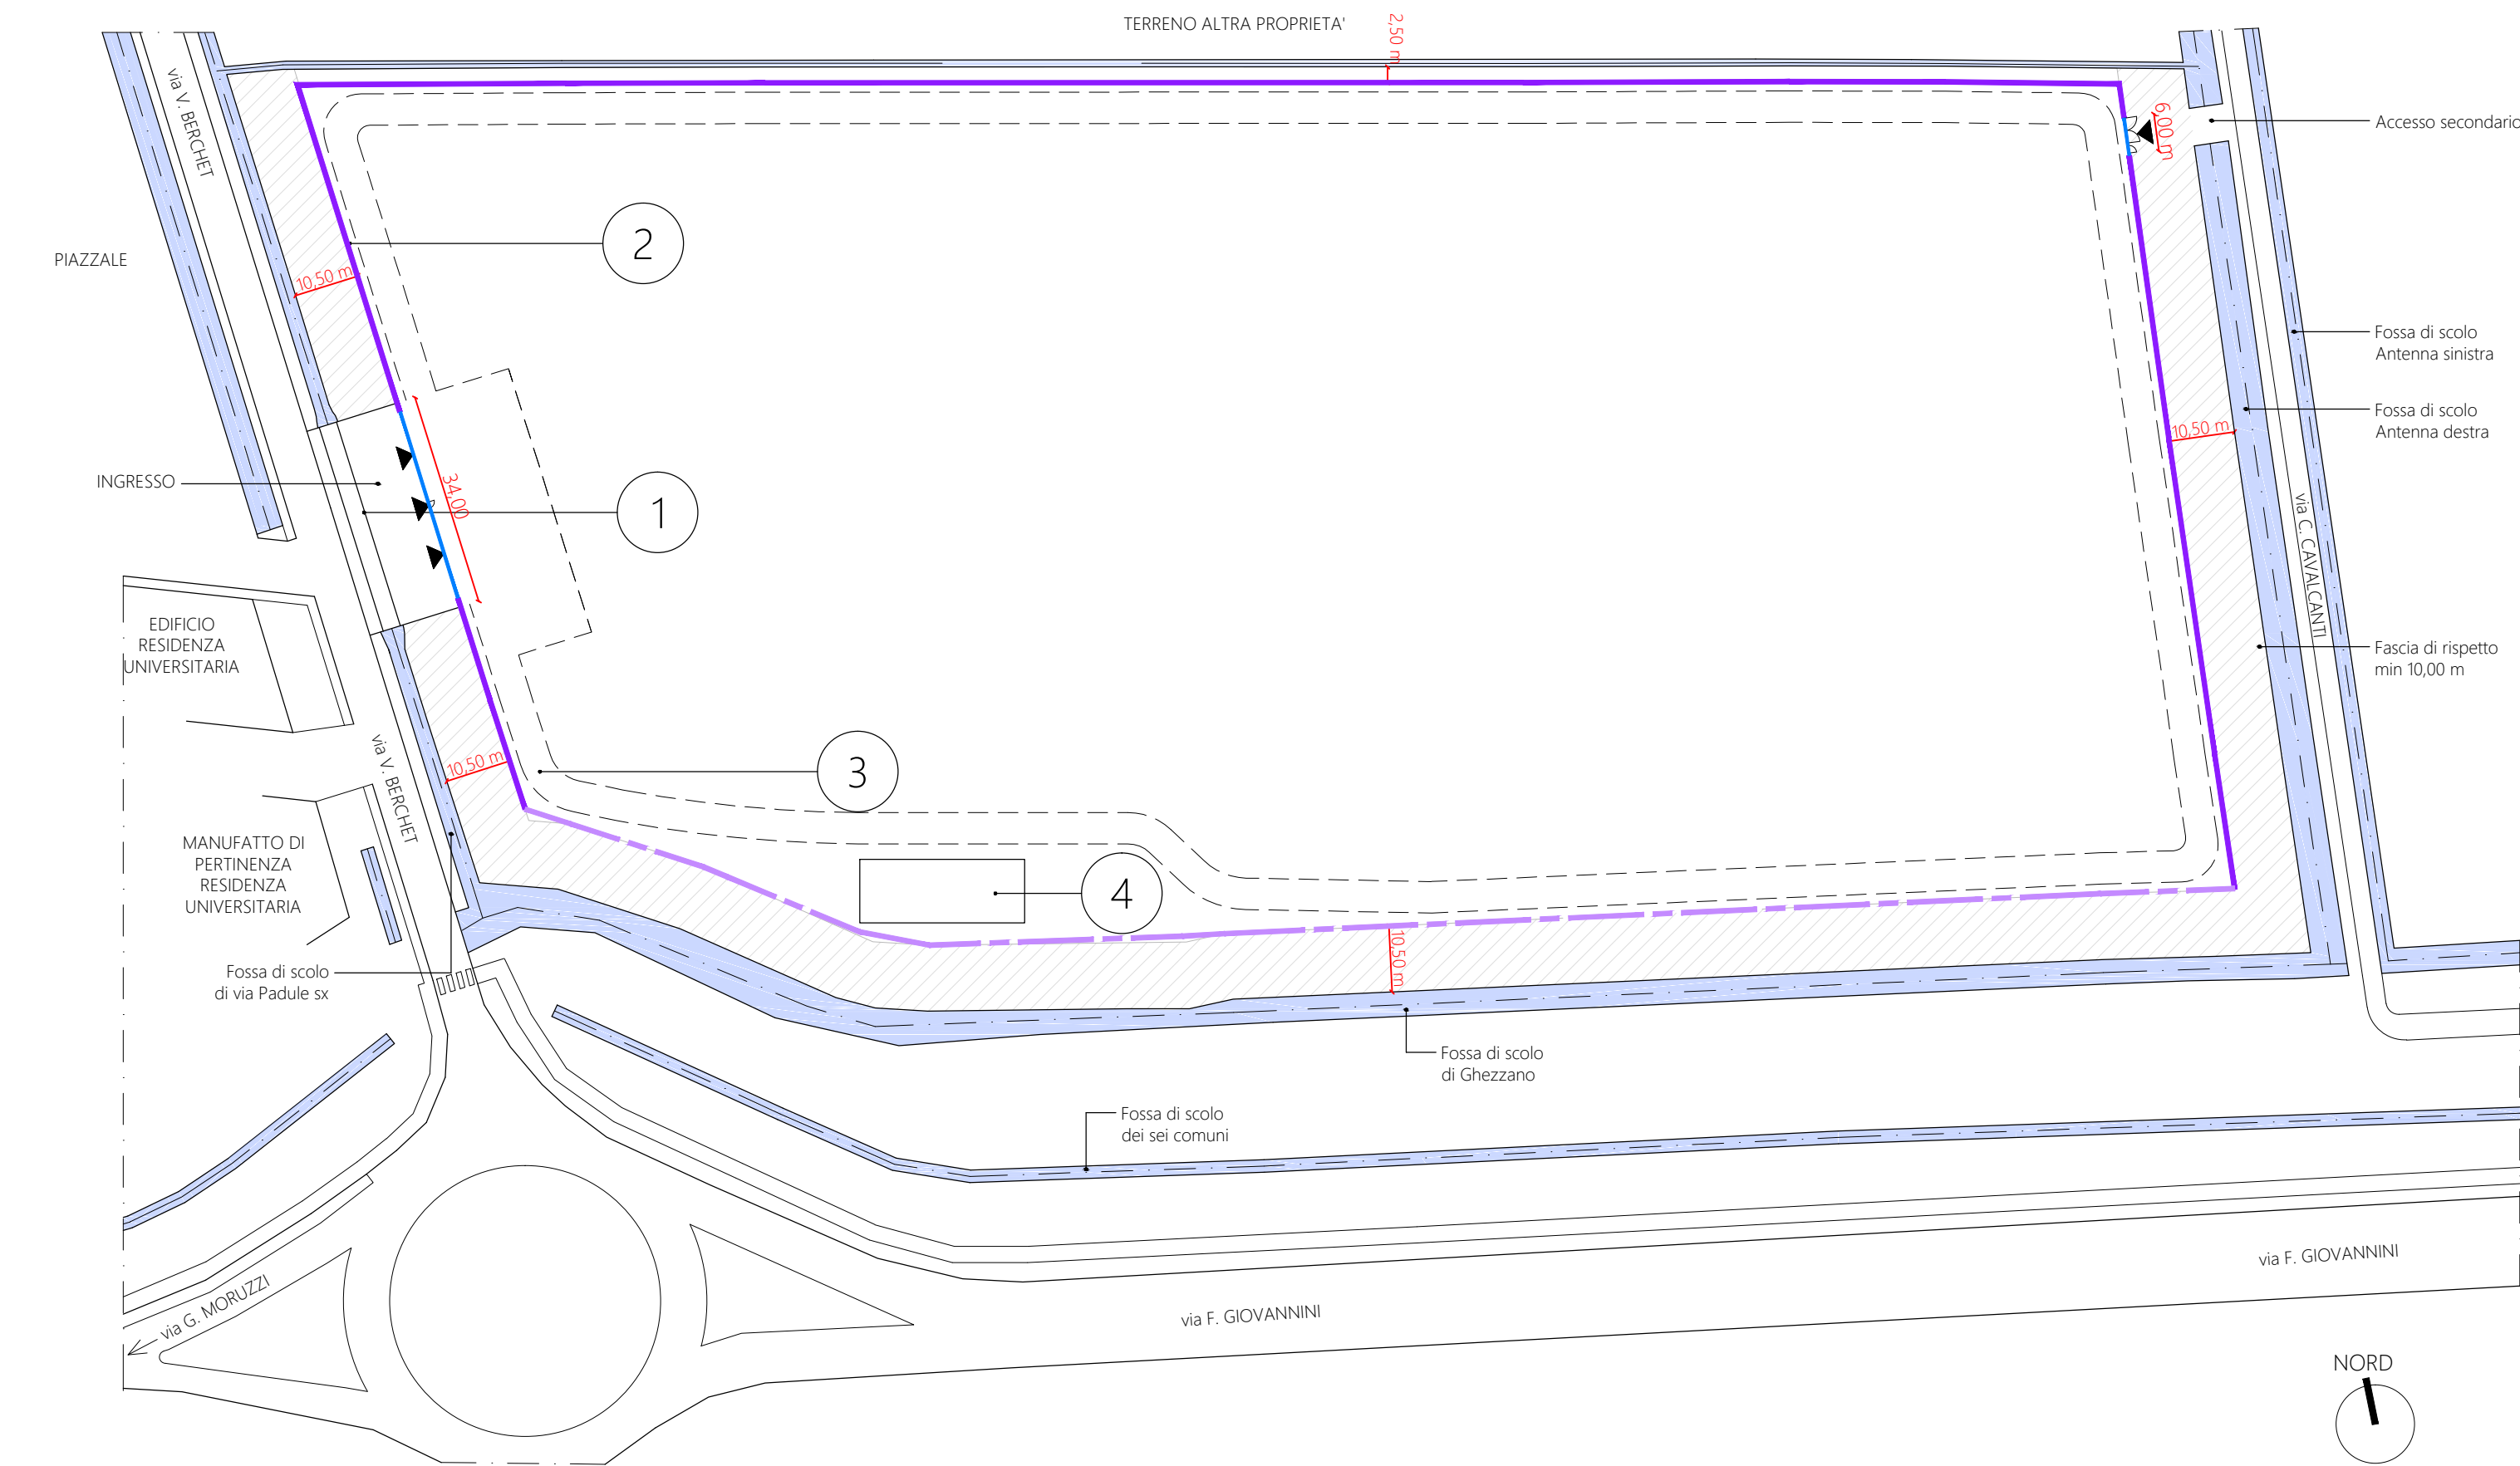 TERRENO ALTRA PROPRIETA'
2,50 m
via V. BERCHET
6,00 m
Accesso secondario
2
PIAZZALE
10,50 m
Fossa di scolo
Antenna sinistra
Fossa di scolo
Antenna destra
10,50 m
INGRESSO
34,00
1
via C. CAVALCANTI
EDIFICIO
RESIDENZA
UNIVERSITARIA
Fascia di rispetto
min 10,00 m
via V. BERCHET
10,50 m
3
MANUFATTO DI
PERTINENZA
RESIDENZA
UNIVERSITARIA
4
10,50 m
Fossa di scolo
di via Padule sx
Fossa di scolo
di Ghezzano
Fossa di scolo
dei sei comuni
via G. MORUZZI
via F. GIOVANNINI
via F. GIOVANNINI
NORD